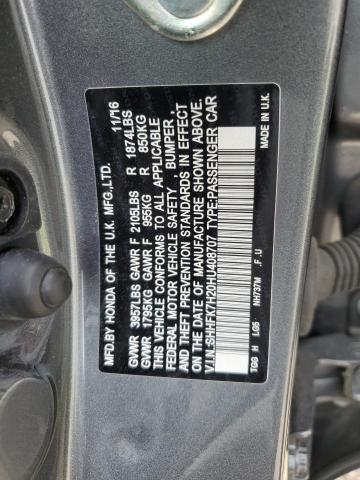 MFD.BY HONDA OF THE U.K. MFG.,LTD. 11/16
GVWR 3957LBS GAWR F 2105LBS R 1874LBS
GVWR 1795KG GAWR F 955KG R 850KG
THIS VEHICLE CONFORMS TO ALL APPLICABLE
FEDERAL MOTOR VEHICLE SAFETY , BUMPER ,
AND THEFT PREVENTION STANDARDS IN EFFECT
ON THE DATE OF MANUFACTURE SHOWN ABOVE.
V.I.N.:SHHFK7H20HU408707 TYPE:PASSENGER CAR
MADE IN U.K.
TGG H LG5 NH737M .F .U